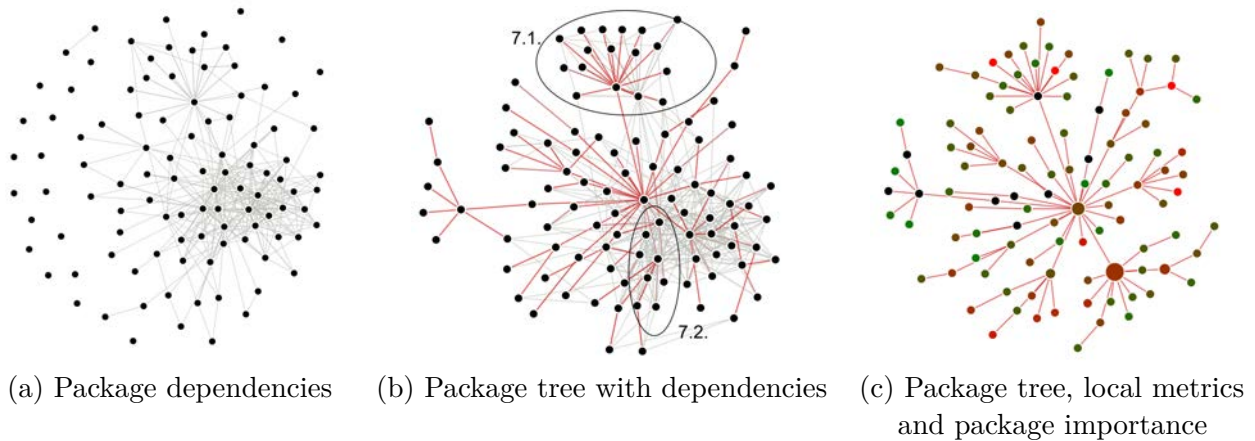 7.1.
7.2.
(a) Package dependencies
(b) Package tree with dependencies
(c) Package tree, local metrics
and package importance